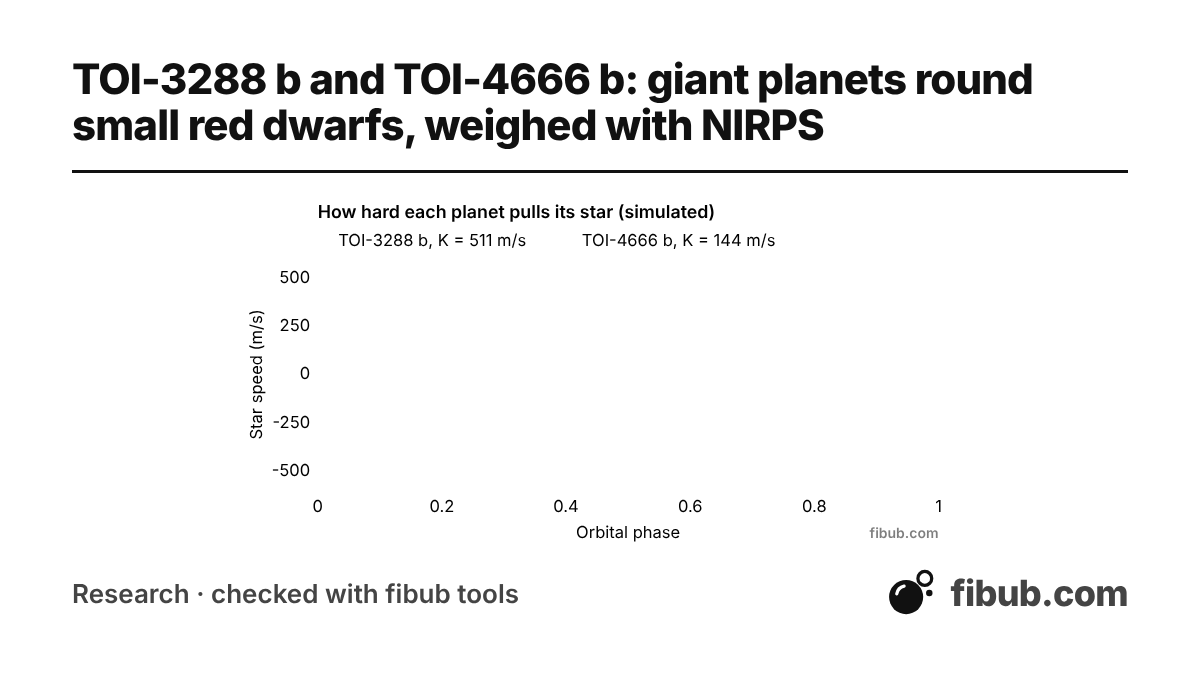 TOI-3288 b and TOI-4666 b: giant planets round
small red dwarfs, weighed with NIRPS
How hard each planet pulls its star (simulated)
TOI-3288 b, K = 511 m/s
TOI-4666 b, K = 144 m/s
Star speed (m/s)
500
250
0
-250
-500
0
0.2
0.4
0.6
0.8
1
Orbital phase
fibub.com
Research · checked with fibub tools
fibub.com